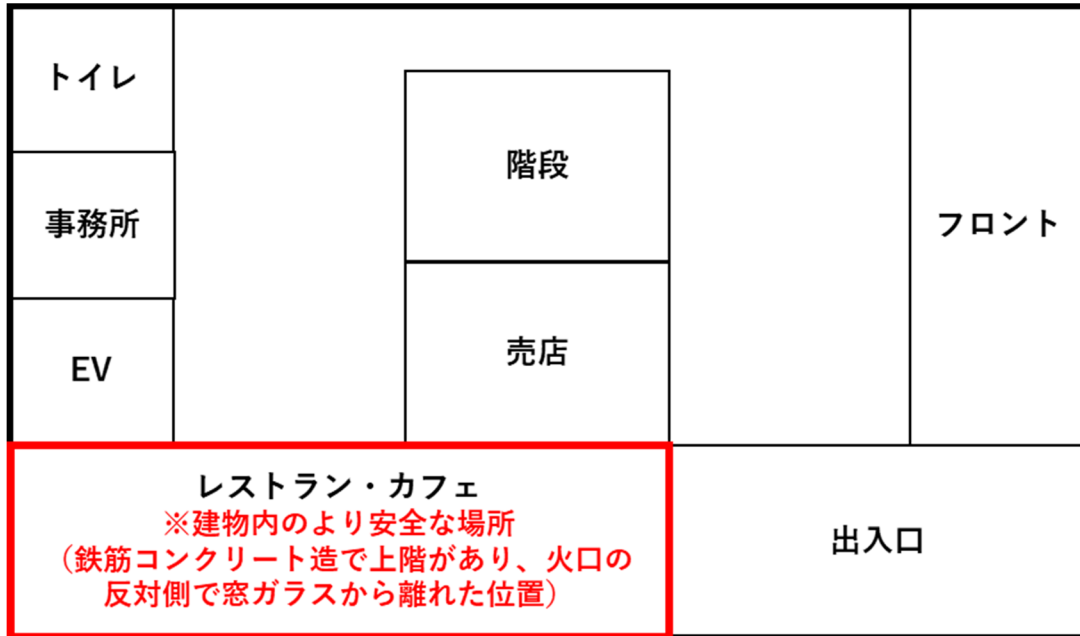 トイレ
階段
事務所
フロント
売店
EV
レストラン・カフェ
※建物内のより安全な場所
（鉄筋コンクリート造で上階があり、火口の
反対側で窓ガラスから離れた位置）
出入口